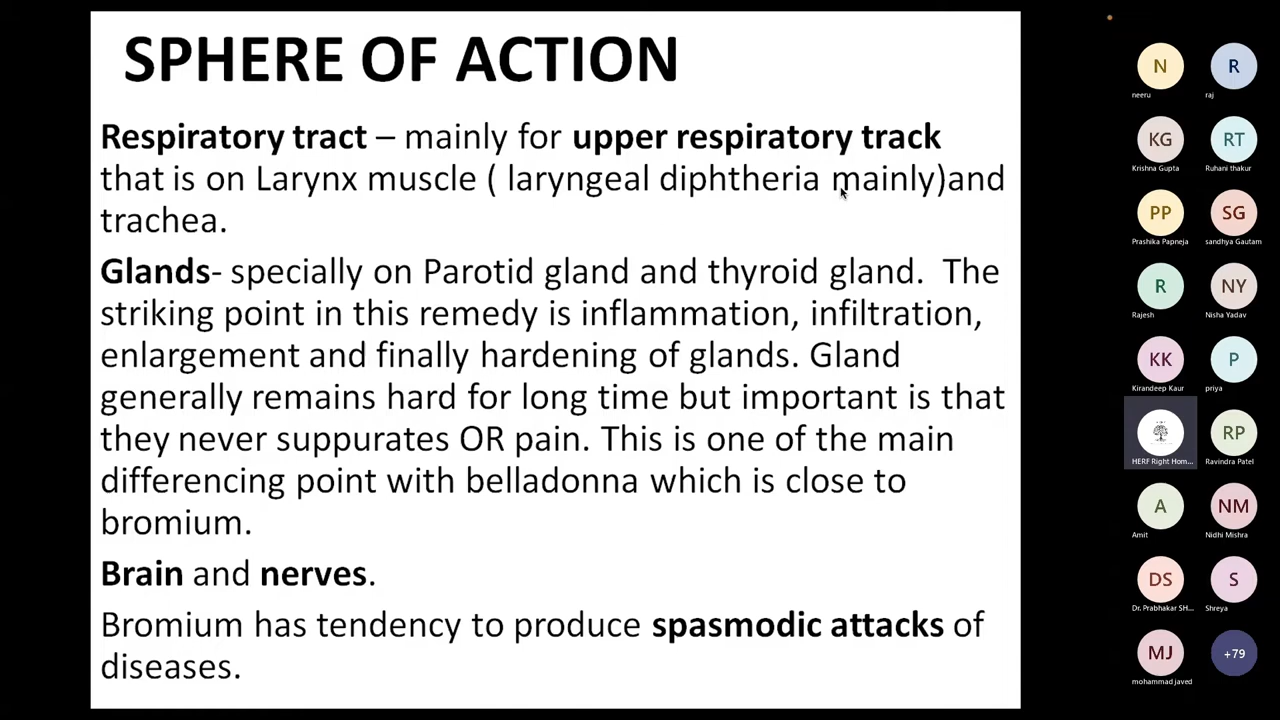 SPHERE OF ACTION
Respiratory tract – mainly for upper respiratory track
that is on Larynx muscle ( laryngeal diphtheria mainly)and
trachea.
Glands- specially on Parotid gland and thyroid gland. The
striking point in this remedy is inflammation, infiltration,
enlargement and finally hardening of glands. Gland
generally remains hard for long time but important is that
they never suppurates OR pain. This is one of the main
differencing point with belladonna which is close to
bromium.
Brain and nerves.
Bromium has tendency to produce spasmodic attacks of
diseases.
N R
neeru raj
KG RT
Krishna Gupta Ruhani thakur
PP SG
Prashika Papneja sandhya Gautam
R NY
Rajesh Nisha Yadav
KK P
Kirandeep Kaur priya
RP
HERF Right Hom... Ravindra Patel
A NM
Amit Nidhi Mishra
DS S
Dr. Prabhakar SH... Shreya
MJ +79
mohammad javed